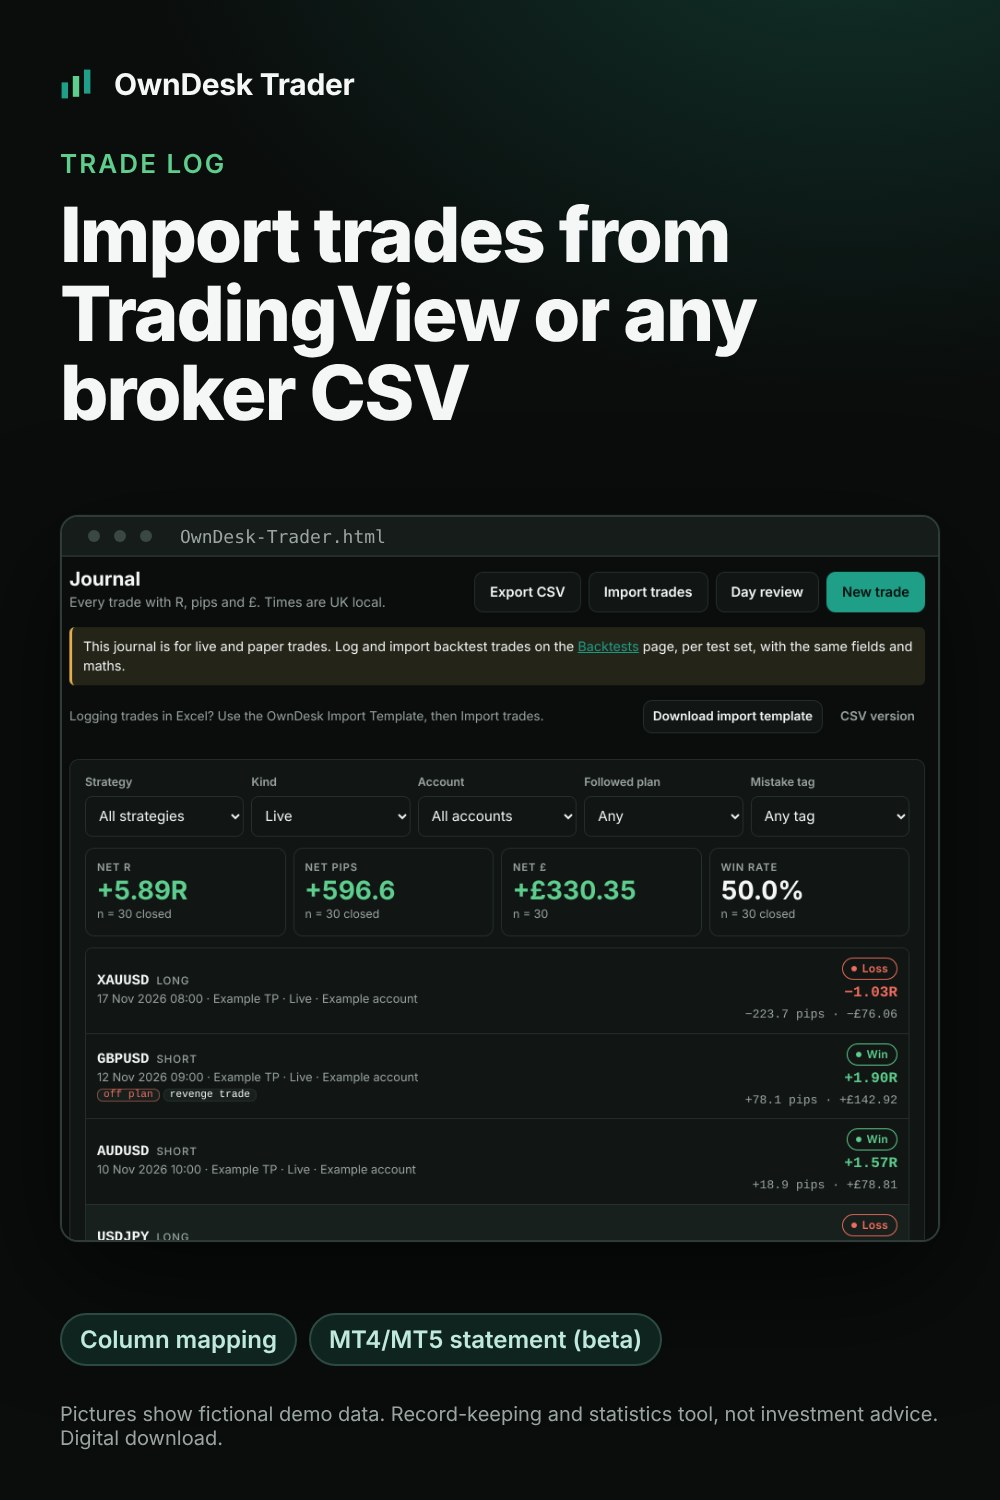 OwnDesk Trader
TRADE LOG
Import trades from
TradingView or any
broker CSV
OwnDesk-Trader.html
Journal
Every trade with R, pips and £. Times are UK local.
Export CSV
Import trades
Day review
New trade
This journal is for live and paper trades. Log and import backtest trades on the Backtests page, per test set, with the same fields and
maths.
Logging trades in Excel? Use the OwnDesk Import Template, then Import trades.
Download import template
CSV version
Strategy
Kind
Account
Followed plan
Mistake tag
All strategies
Live
All accounts
Any
Any tag
NET R
+5.89R
n = 30 closed
NET PIPS
+596.6
n = 30 closed
NET £
+£330.35
n = 30
WIN RATE
50.0%
n = 30 closed
XAUUSD LONG
17 Nov 2026 08:00 · Example TP · Live · Example account
Loss
−1.03R
−223.7 pips · −£76.06
GBPUSD SHORT
12 Nov 2026 09:00 · Example TP · Live · Example account
off plan revenge trade
Win
+1.90R
+78.1 pips · +£142.92
AUDUSD SHORT
10 Nov 2026 10:00 · Example TP · Live · Example account
Win
+1.57R
+18.9 pips · +£78.81
USDJPY LONG
Loss
Column mapping
MT4/MT5 statement (beta)
Pictures show fictional demo data. Record-keeping and statistics tool, not investment advice.
Digital download.